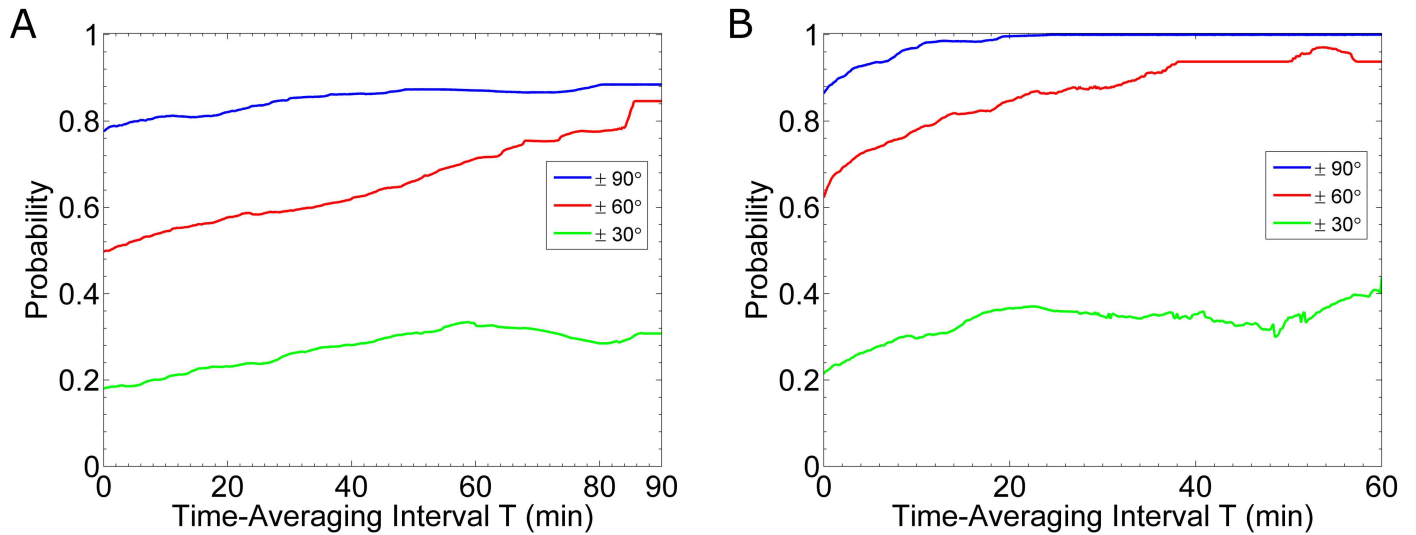 A
Probability
1
0.8
0.6
0.4
0.2
0
± 90°
± 60°
± 30°
0 20 40 60 80 90
Time-Averaging Interval T (min)
B
Probability
1
0.8
0.6
0.4
0.2
0
± 90°
± 60°
± 30°
0 20 40 60
Time-Averaging Interval T (min)